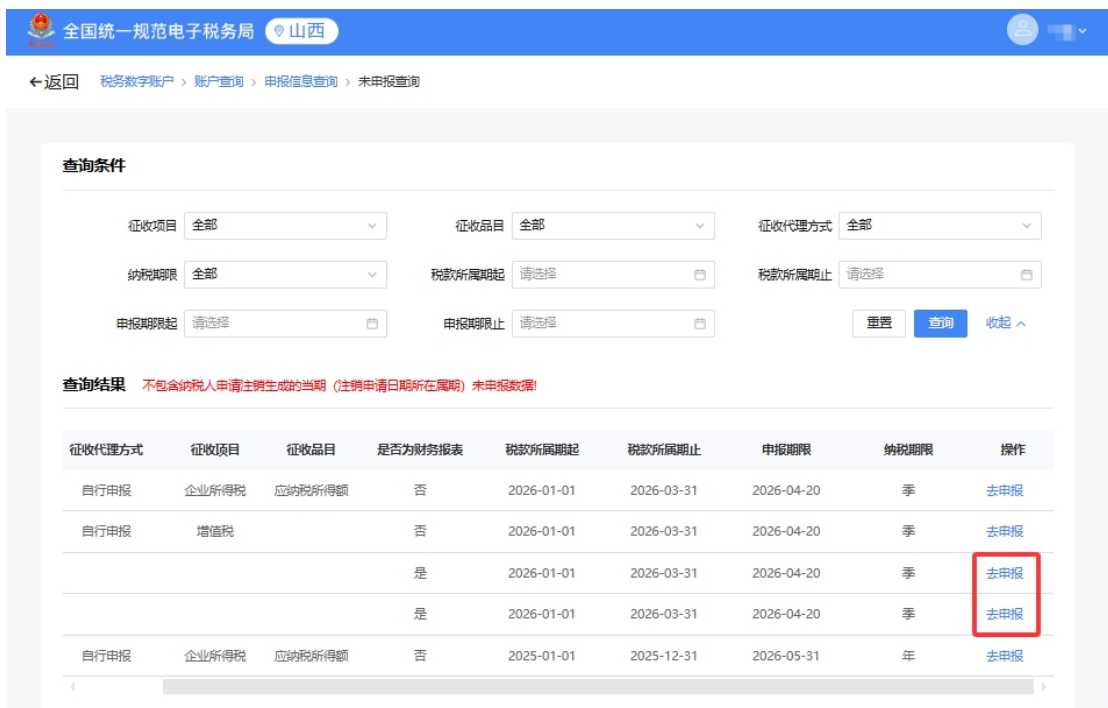 全国统一规范电子税务局 山西
返回 税务数字账户 > 账户查询 > 申报信息查询 > 未申报查询
查询条件
征收项目 全部 征收品目 全部 征收代理方式 全部
纳税期限 全部 税款所属期起 请选择 税款所属期止 请选择
申报期限起 请选择 申报期限止 请选择 重置 查询 收起
查询结果 不包含纳税人申请注销生成的当期（注销申请日期所在属期）未申报数据!
征收代理方式 征收项目 征收品目 是否为财务报表 税款所属期起 税款所属期止 申报期限 纳税期限 操作
自行申报 企业所得税 应纳税所得额 否 2026-01-01 2026-03-31 2026-04-20 季 去申报
自行申报 增值税 否 2026-01-01 2026-03-31 2026-04-20 季 去申报
是 2026-01-01 2026-03-31 2026-04-20 季 去申报
是 2026-01-01 2026-03-31 2026-04-20 季 去申报
自行申报 企业所得税 应纳税所得额 否 2025-01-01 2025-12-31 2026-05-31 年 去申报